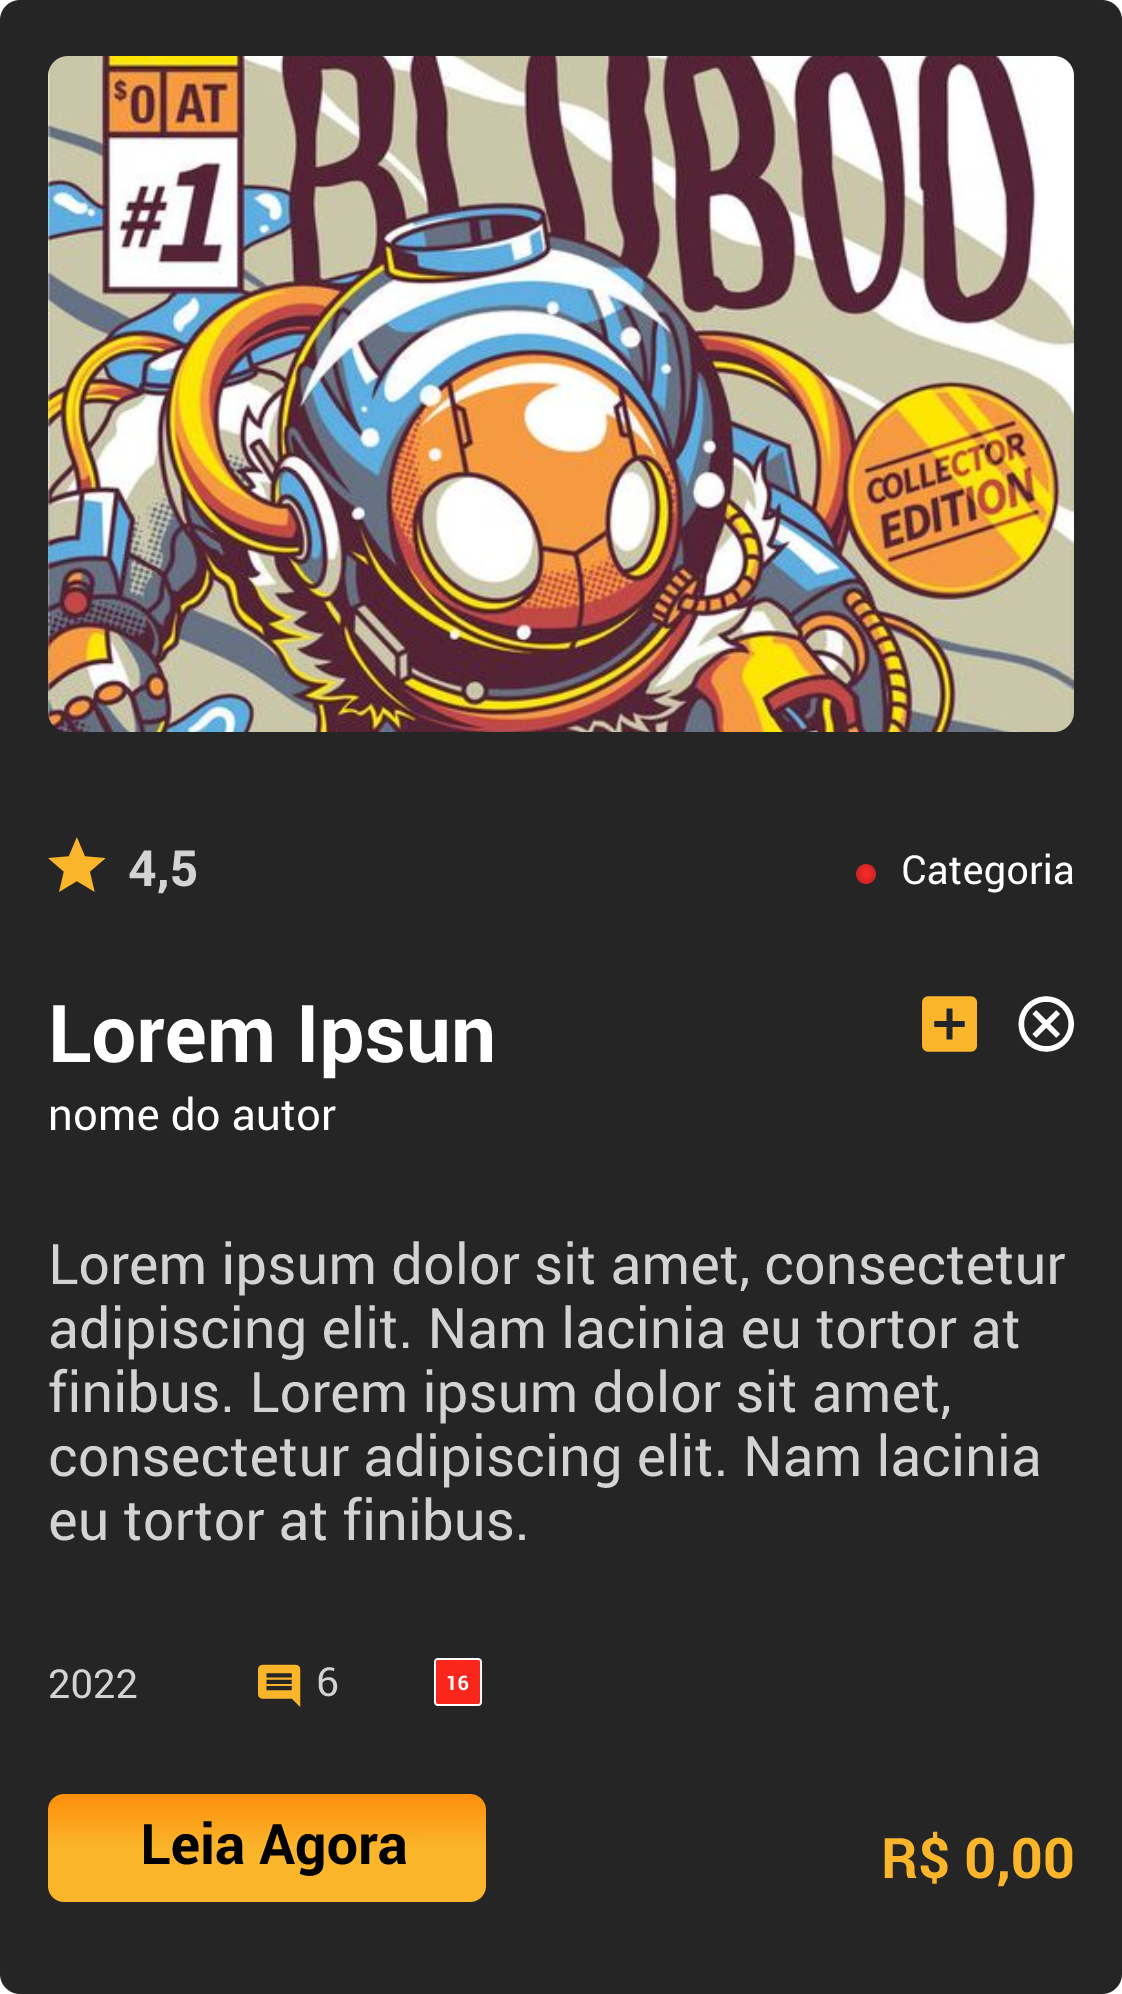 $0 AT
#1
BLOBOO
COLLECTOR
EDITION
4,5
Categoria
Lorem Ipsun
nome do autor
Lorem ipsum dolor sit amet, consectetur
adipiscing elit. Nam lacinia eu tortor at
finibus. Lorem ipsum dolor sit amet,
consectetur adipiscing elit. Nam lacinia
eu tortor at finibus.
2022
6
16
Leia Agora
R$ 0,00